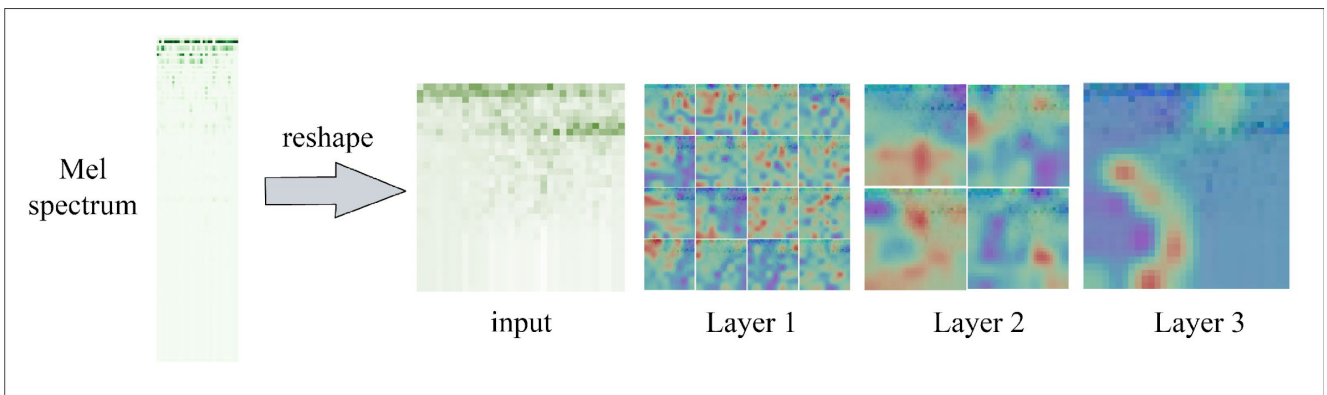 Mel
spectrum
reshape
input
Layer 1
Layer 2
Layer 3